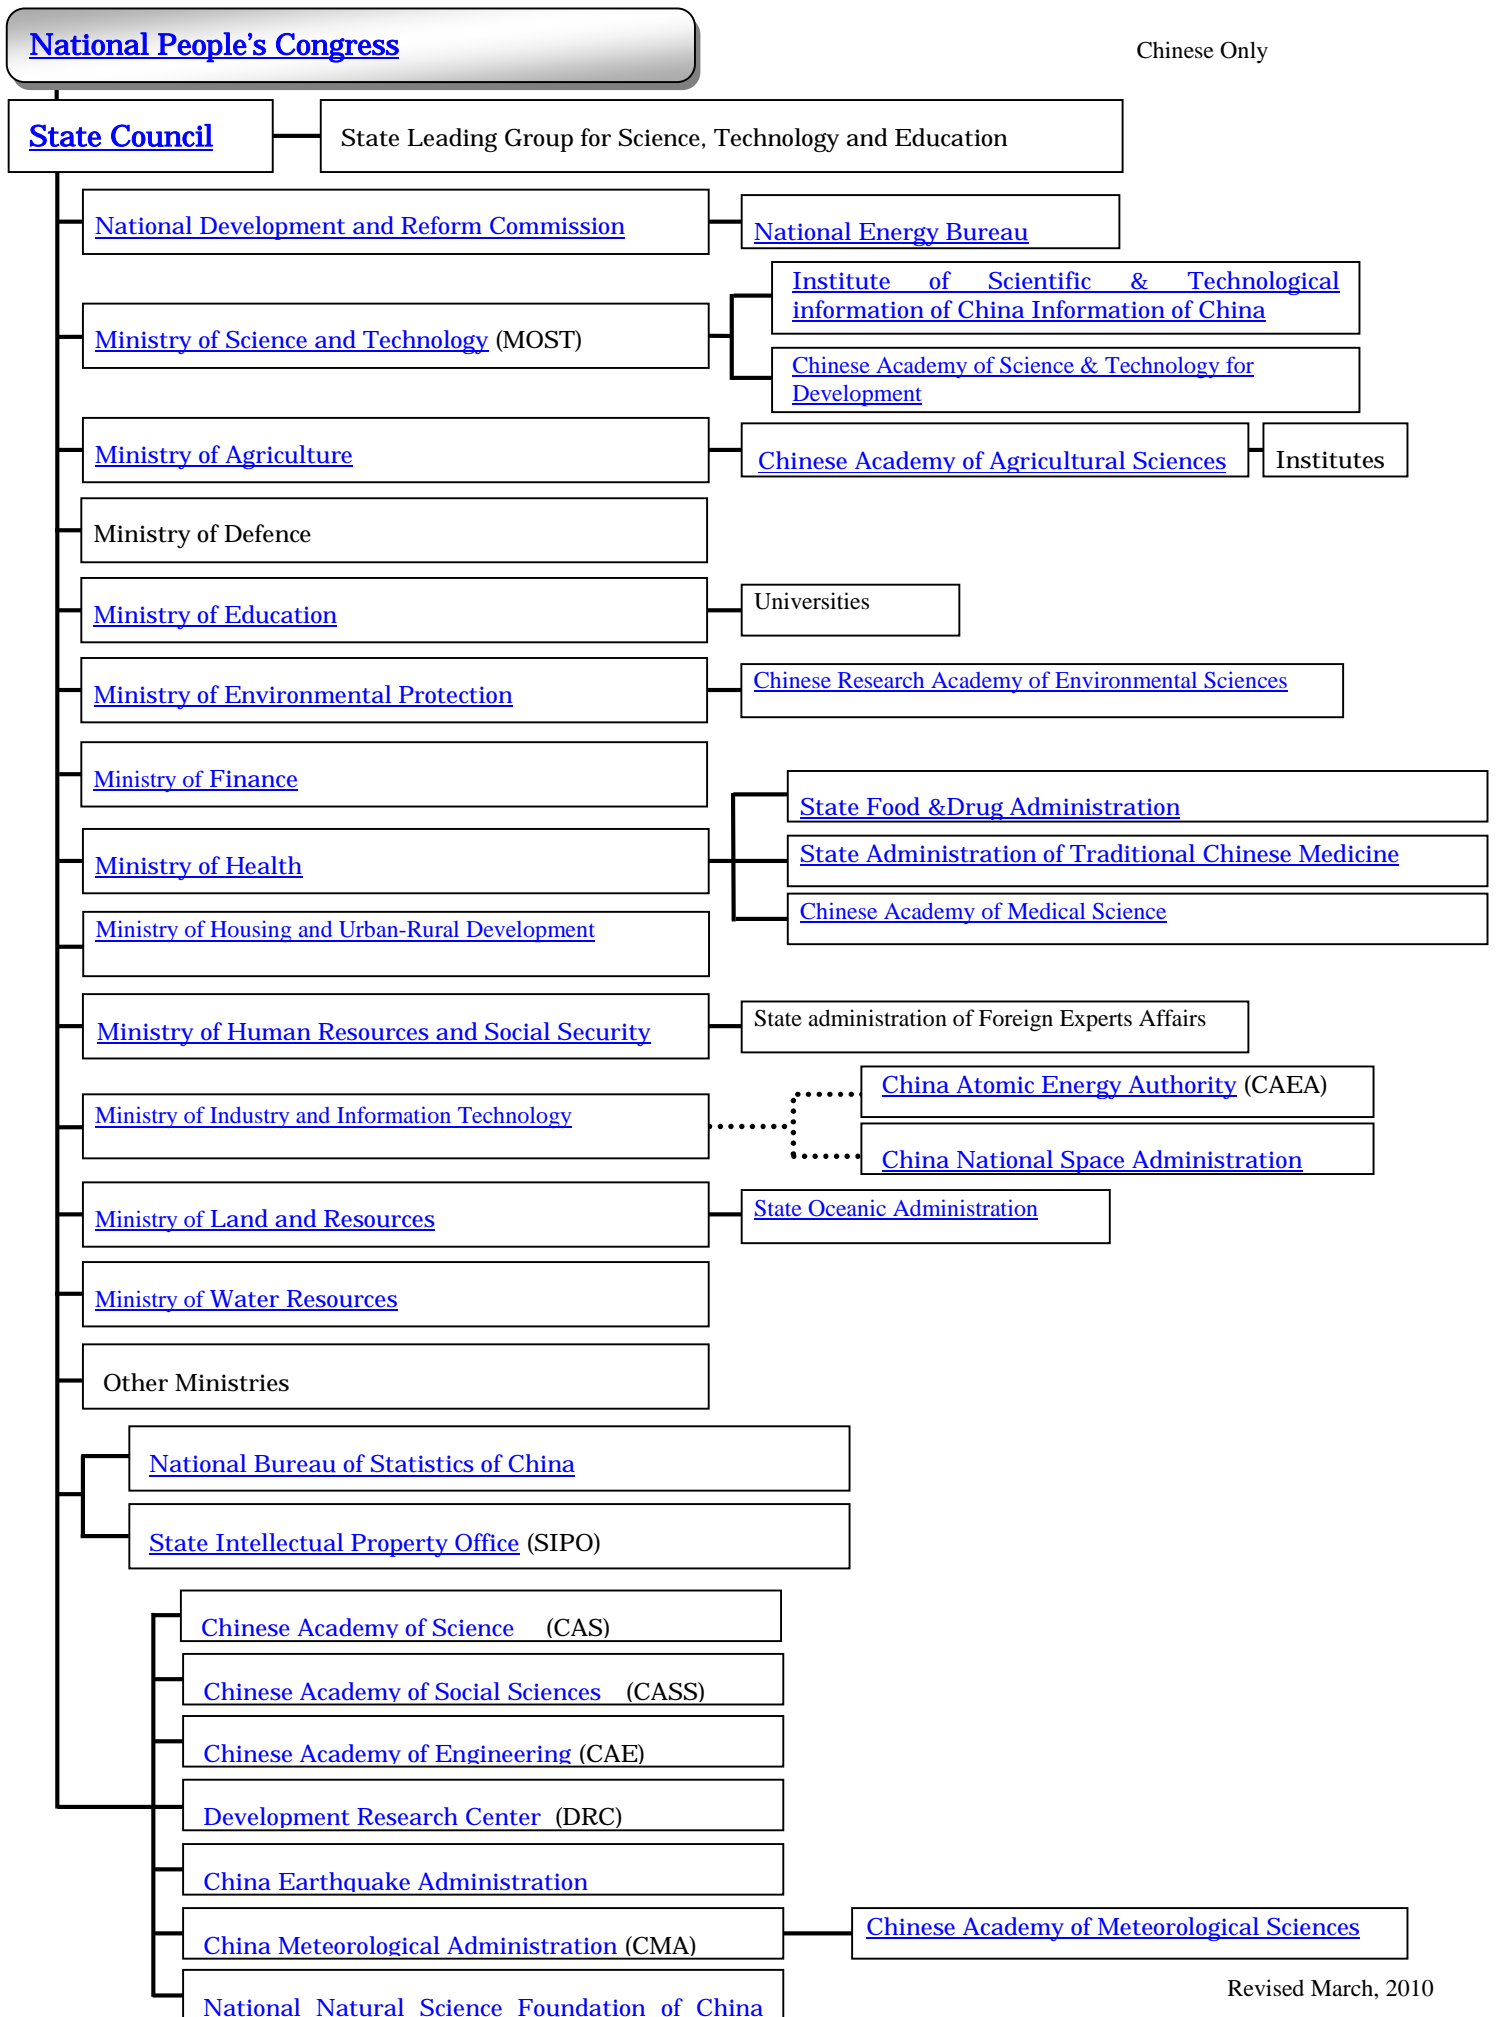 National People's Congress
Chinese Only
State Council
State Leading Group for Science, Technology and Education
National Development and Reform Commission
National Energy Bureau
Ministry of Science and Technology (MOST)
Institute of Scientific & Technological
information of China Information of China
Chinese Academy of Science & Technology for
Development
Ministry of Agriculture
Chinese Academy of Agricultural Sciences
Institutes
Ministry of Defence
Ministry of Education
Universities
Ministry of Environmental Protection
Chinese Research Academy of Environmental Sciences
Ministry of Finance
Ministry of Health
State Food &Drug Administration
State Administration of Traditional Chinese Medicine
Chinese Academy of Medical Science
Ministry of Housing and Urban-Rural Development
Ministry of Human Resources and Social Security
State administration of Foreign Experts Affairs
Ministry of Industry and Information Technology
China Atomic Energy Authority (CAEA)
China National Space Administration
Ministry of Land and Resources
State Oceanic Administration
Ministry of Water Resources
Other Ministries
National Bureau of Statistics of China
State Intellectual Property Office (SIPO)
Chinese Academy of Science (CAS)
Chinese Academy of Social Sciences (CASS)
Chinese Academy of Engineering (CAE)
Development Research Center (DRC)
China Earthquake Administration
China Meteorological Administration (CMA)
Chinese Academy of Meteorological Sciences
National Natural Science Foundation of China
Revised March, 2010